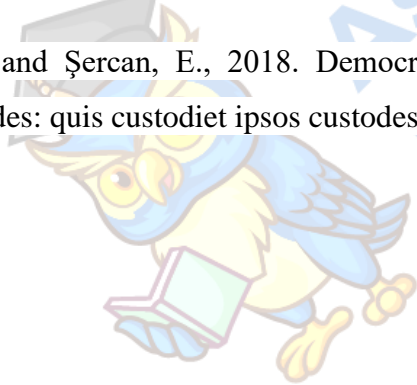 and Şercan, E., 2018. Democr
des: quis custodiet ipsos custodes